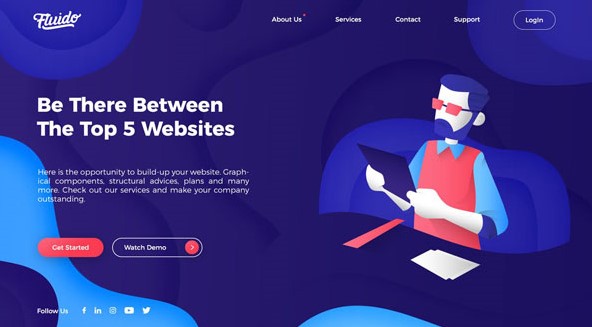 Fluido
About Us
Services
Contact
Support
LogIn
Be There Between
The Top 5 Websites
Here is the opportunity to build-up your website. Graph-
ical components, structural advices, plans and many
more. Check out our services and make your company
outstanding.
Get Started
Watch Demo
Follow Us